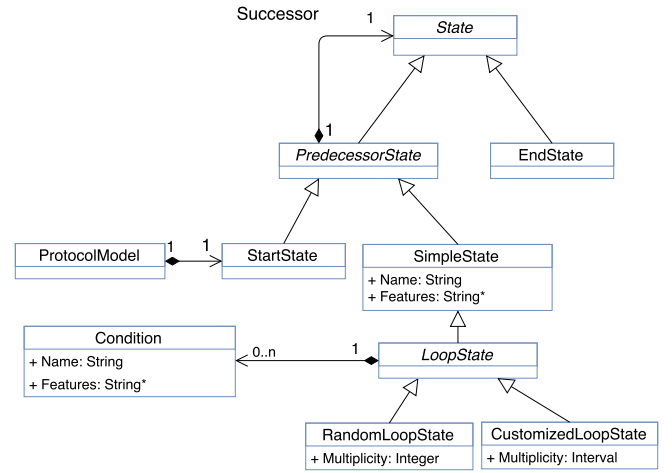 Successor
1
State
1
PredecessorState
EndState
ProtocolModel
1
1
StartState
SimpleState
+ Name: String
+ Features: String*
Condition
+ Name: String
+ Features: String*
0..n
1
LoopState
RandomLoopState
+ Multiplicity: Integer
CustomizedLoopState
+ Multiplicity: Interval